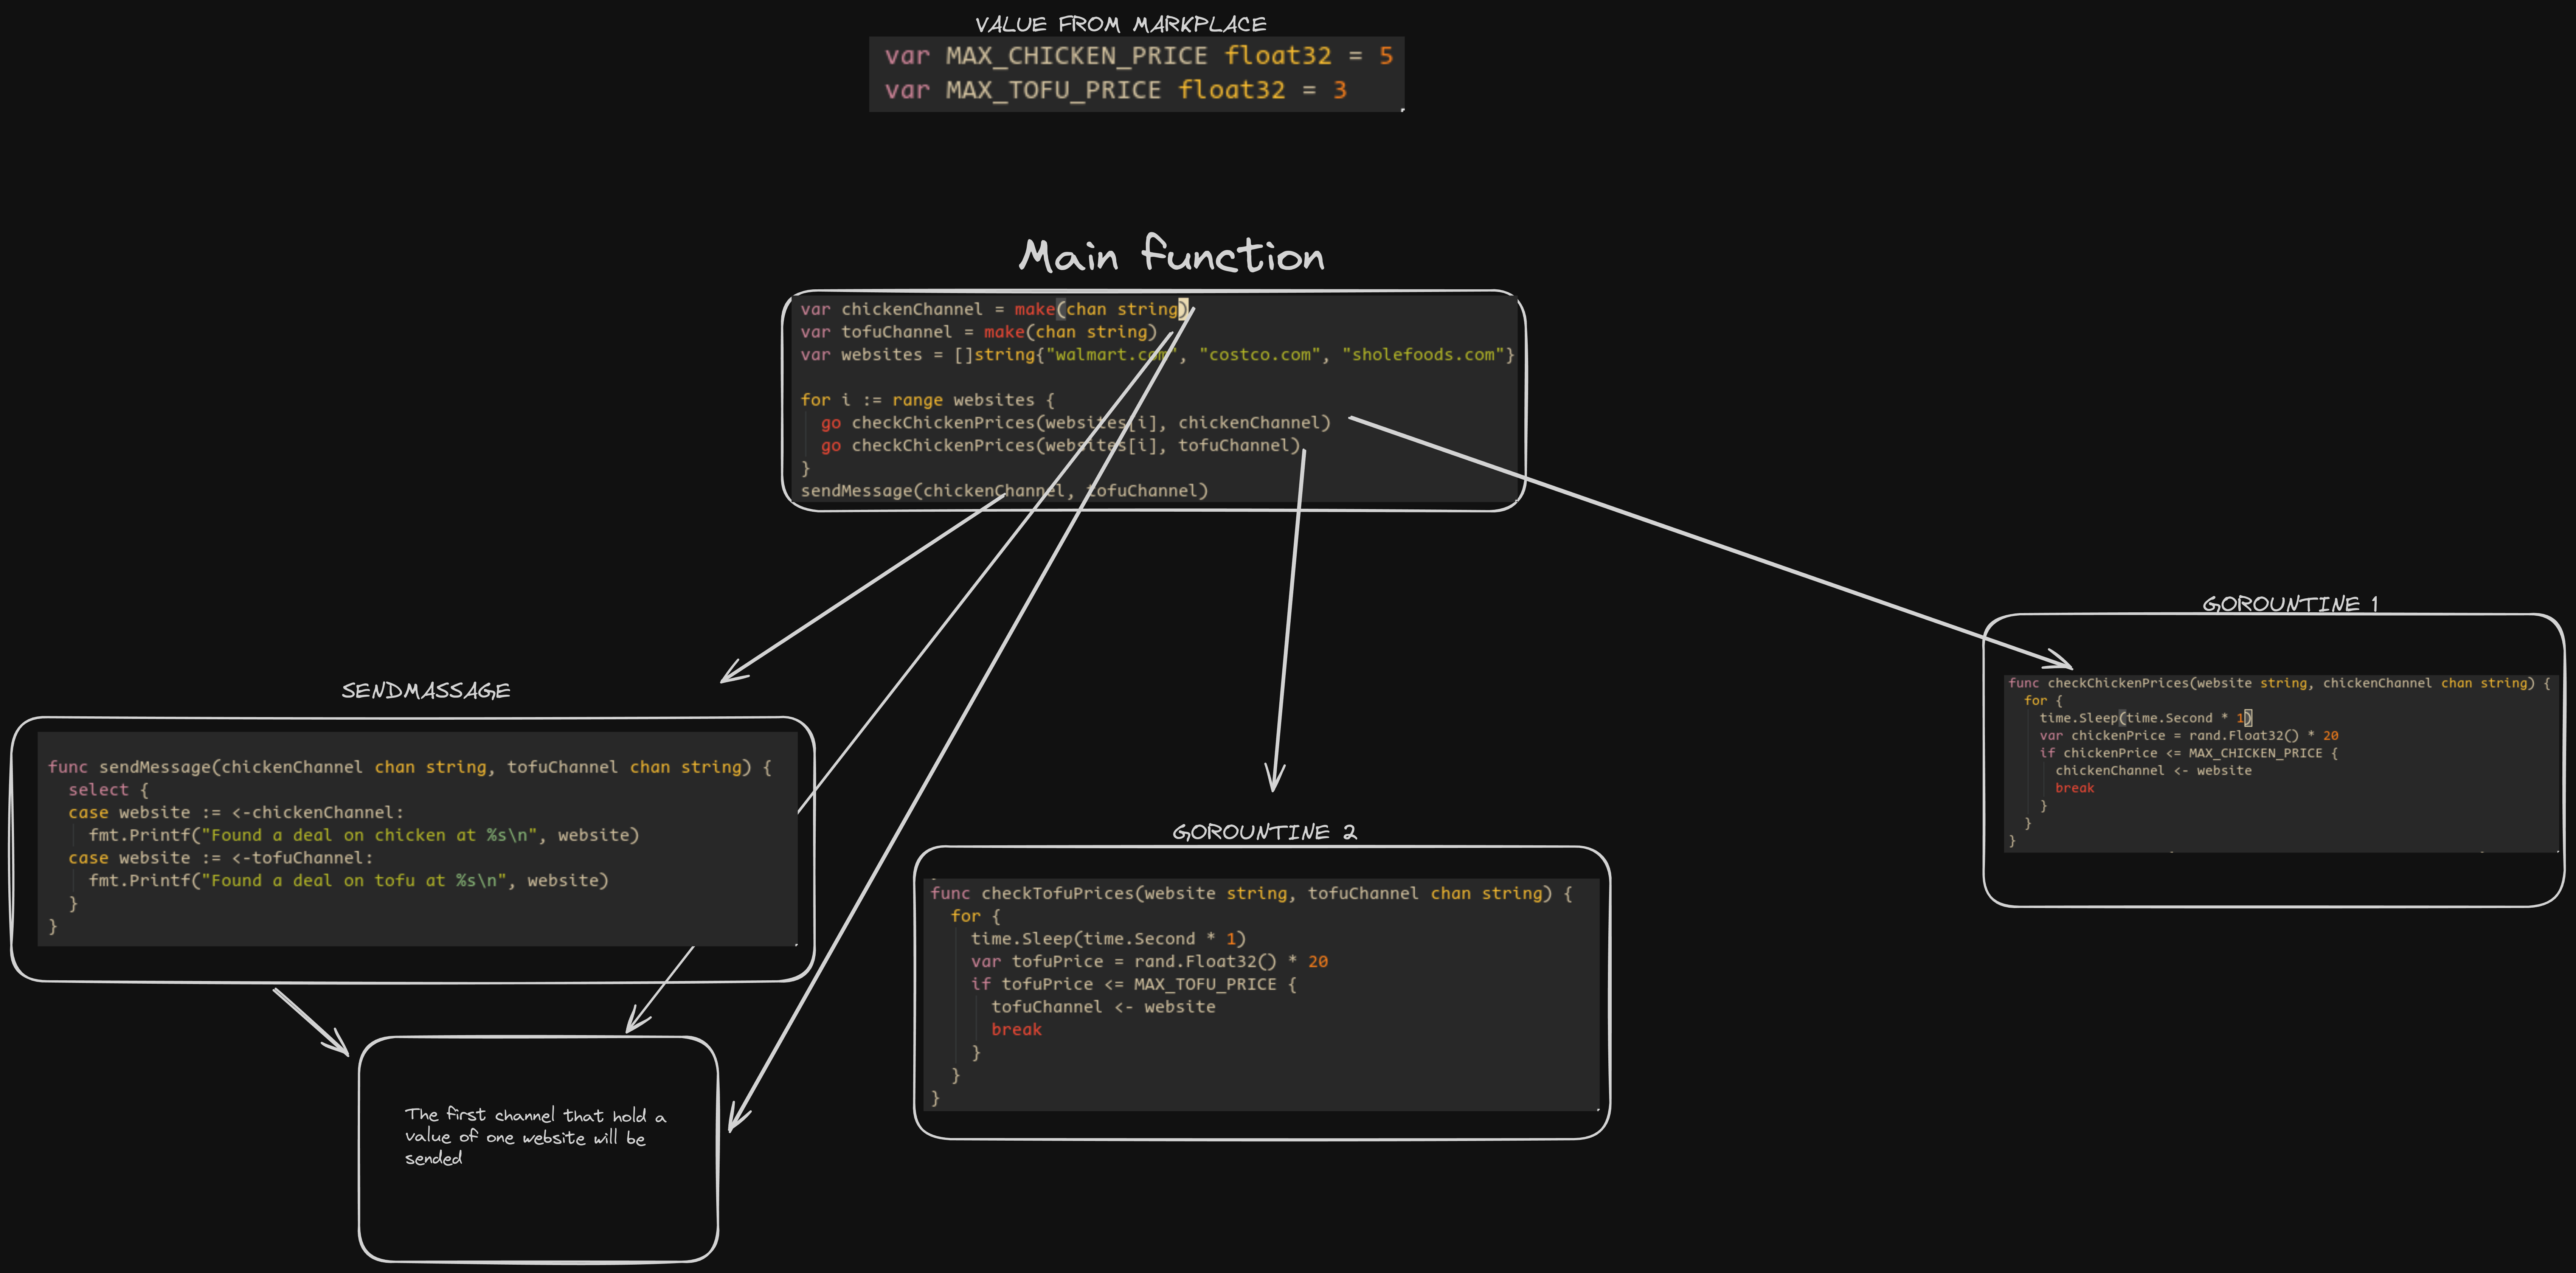 VALUE FROM MARKPLACE
var MAX_CHICKEN_PRICE float32 = 5
var MAX_TOFU_PRICE float32 = 3
Main function
var chickenChannel = make(chan string)
var tofuChannel = make(chan string)
var websites = []string{"walmart.com", "costco.com", "sholefoods.com"}
for i := range websites {
go checkChickenPrices(websites[i], chickenChannel)
go checkChickenPrices(websites[i], tofuChannel)
}
sendMessage(chickenChannel, tofuChannel)
SENDMASSAGE
func sendMessage(chickenChannel chan string, tofuChannel chan string) {
select {
case website := <-chickenChannel:
fmt.Printf("Found a deal on chicken at %s\n", website)
case website := <-tofuChannel:
fmt.Printf("Found a deal on tofu at %s\n", website)
}
}
The first channel that hold a
value of one website will be
sended
GOROUNTINE 2
func checkTofuPrices(website string, tofuChannel chan string) {
for {
time.Sleep(time.Second * 1)
var tofuPrice = rand.Float32() * 20
if tofuPrice <= MAX_TOFU_PRICE {
tofuChannel <- website
break
}
}
}
GOROUNTINE 1
func checkChickenPrices(website string, chickenChannel chan string) {
for {
time.Sleep(time.Second * 1)
var chickenPrice = rand.Float32() * 20
if chickenPrice <= MAX_CHICKEN_PRICE {
chickenChannel <- website
break
}
}
}